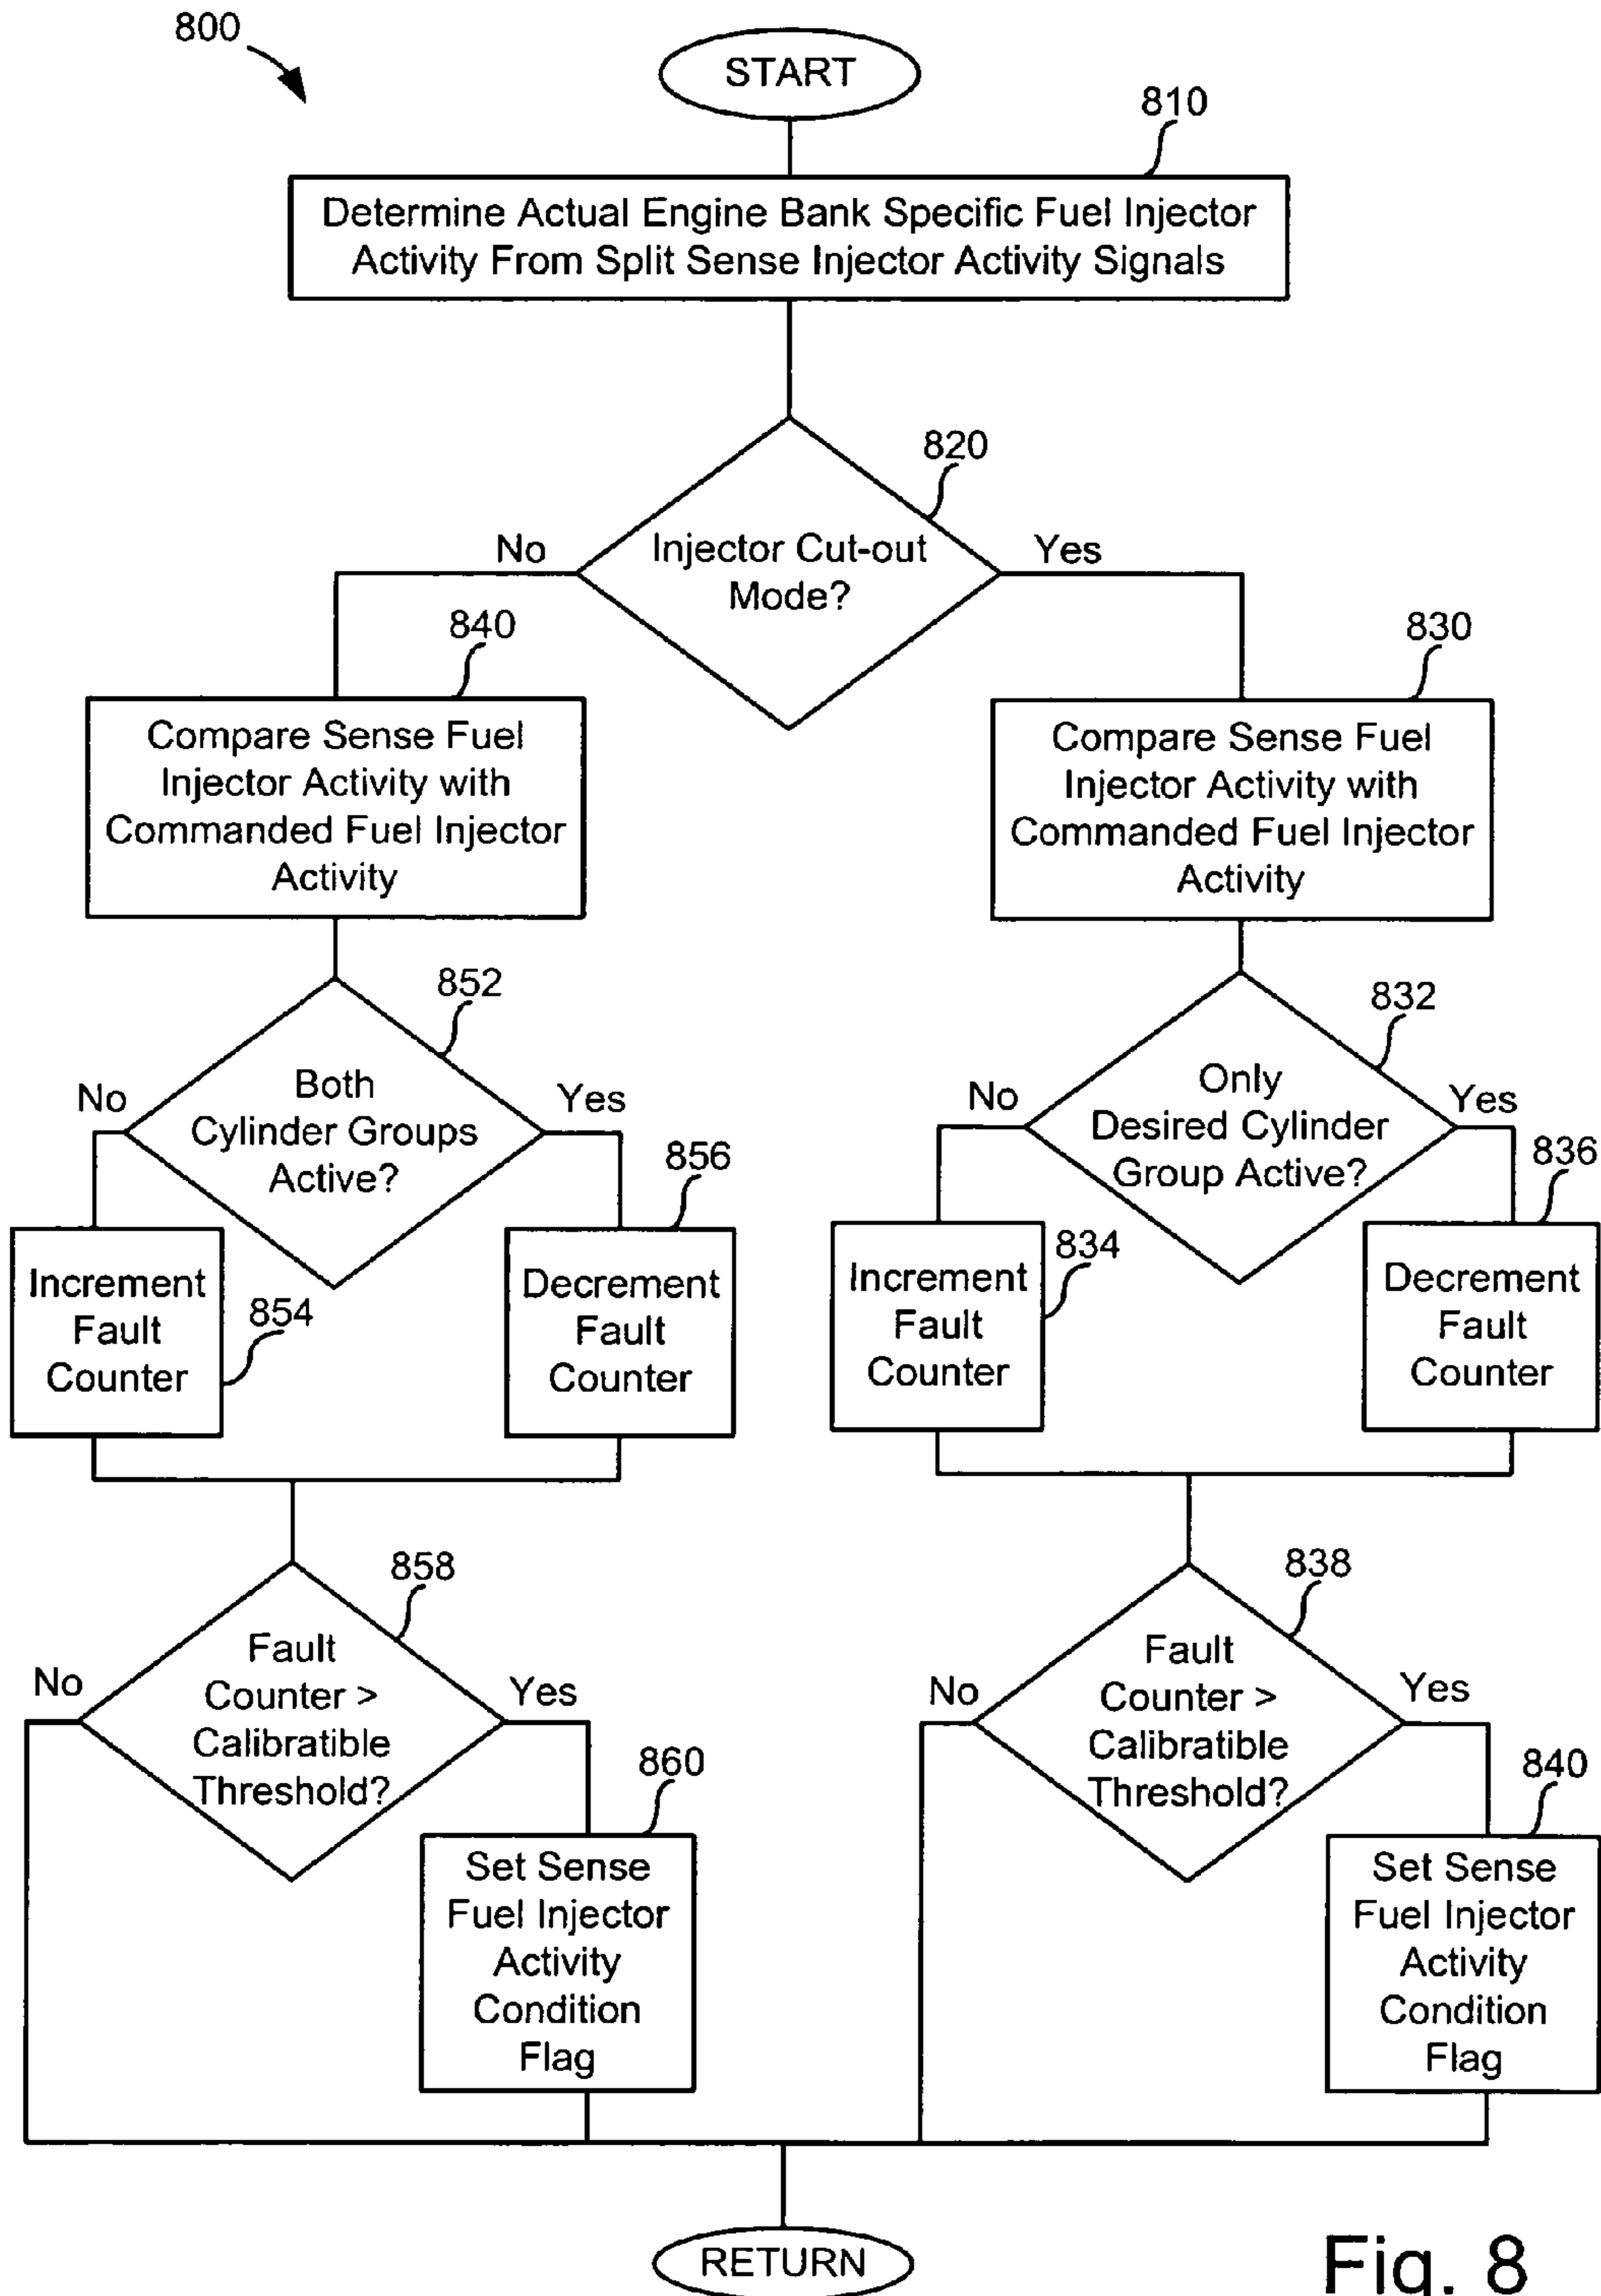 800
START
810
Determine Actual Engine Bank Specific Fuel Injector
Activity From Split Sense Injector Activity Signals
820
Injector Cut-out
Mode?
No
Yes
840
Compare Sense Fuel
Injector Activity with
Commanded Fuel Injector
Activity
830
Compare Sense Fuel
Injector Activity with
Commanded Fuel Injector
Activity
852
Both
Cylinder Groups
Active?
No
Yes
832
Only
Desired Cylinder
Group Active?
No
Yes
Increment
Fault
Counter
854
856
Decrement
Fault
Counter
Increment
Fault
Counter
834
836
Decrement
Fault
Counter
858
Fault
Counter >
Calibratible
Threshold?
No
Yes
838
Fault
Counter >
Calibratible
Threshold?
No
Yes
860
Set Sense
Fuel Injector
Activity
Condition
Flag
840
Set Sense
Fuel Injector
Activity
Condition
Flag
RETURN
Fig. 8